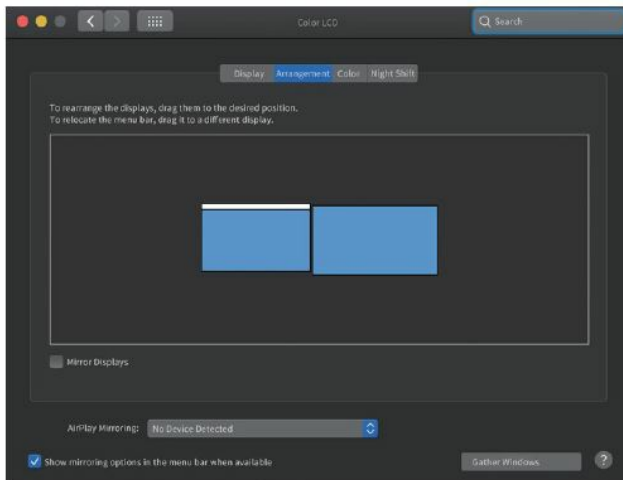 Color LCD
Search
Display Arrangement Color Night Shift
To rearrange the displays, drag them to the desired position.
To relocate the menu bar, drag it to a different display.
Mirror Displays
AirPlay Mirroring: No Device Detected
Show mirroring options in the menu bar when available
Gather Windows
?